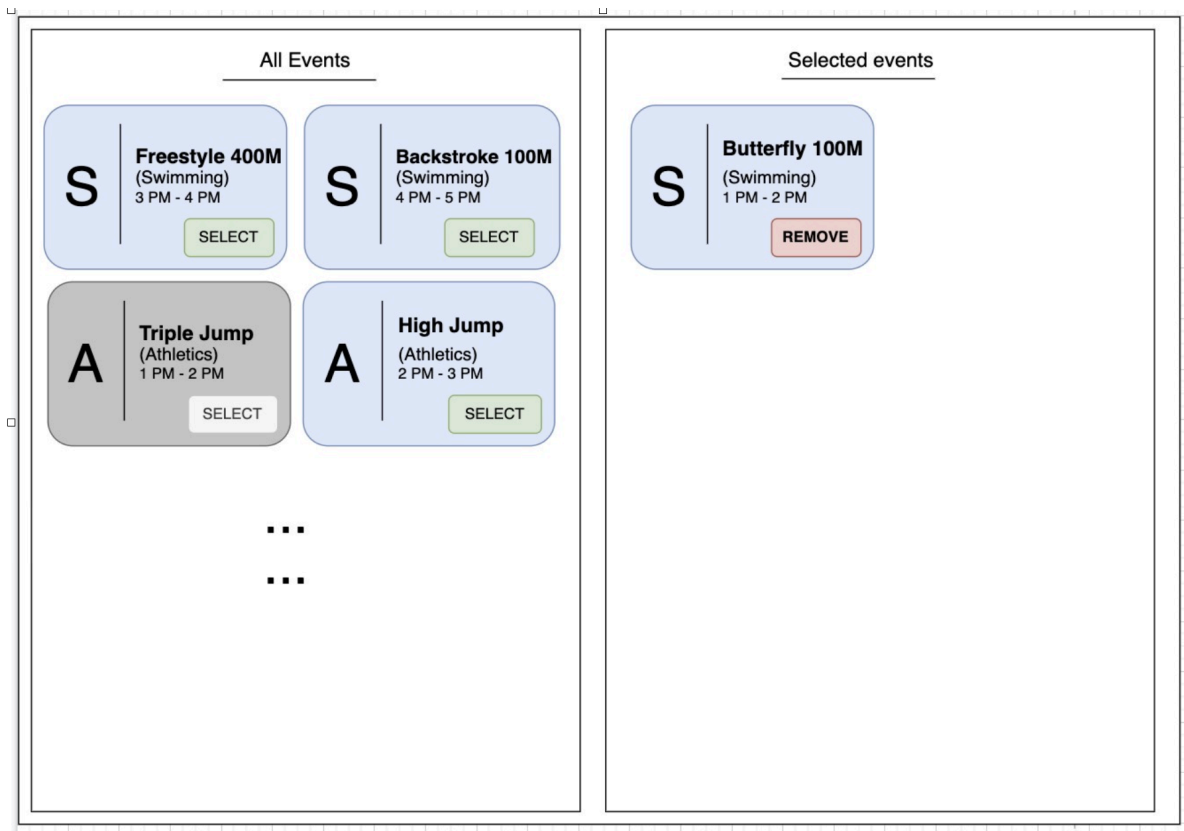 All Events
S
Freestyle 400M
(Swimming)
3 PM - 4 PM
SELECT
S
Backstroke 100M
(Swimming)
4 PM - 5 PM
SELECT
A
Triple Jump
(Athletics)
1 PM - 2 PM
SELECT
A
High Jump
(Athletics)
2 PM - 3 PM
SELECT
...
...
Selected events
S
Butterfly 100M
(Swimming)
1 PM - 2 PM
REMOVE